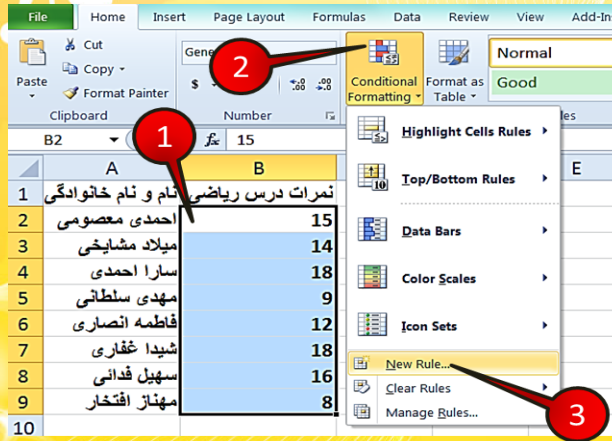 File Home Insert Page Layout Formulas Data Review View Add-In
Cut
Copy
Format Painter
Paste
Clipboard
Gene
$
.00
Number
Conditional Formatting
Format as Table
Normal
Good
les
B2
fx 15
1
2
3
Highlight Cells Rules
Top/Bottom Rules
Data Bars
Color Scales
Icon Sets
New Rule...
Clear Rules
Manage Rules...
A B E
1 نام و نام خانوادگی نمرات درس ریاضی
2 احمدی معصومی 15
3 میلاد مشایخی 14
4 سارا احمدی 18
5 مهدی سلطانی 9
6 فاطمه انصاری 12
7 شیدا غفاری 18
8 سهیل فدائی 16
9 مهناز افتخار 8
10